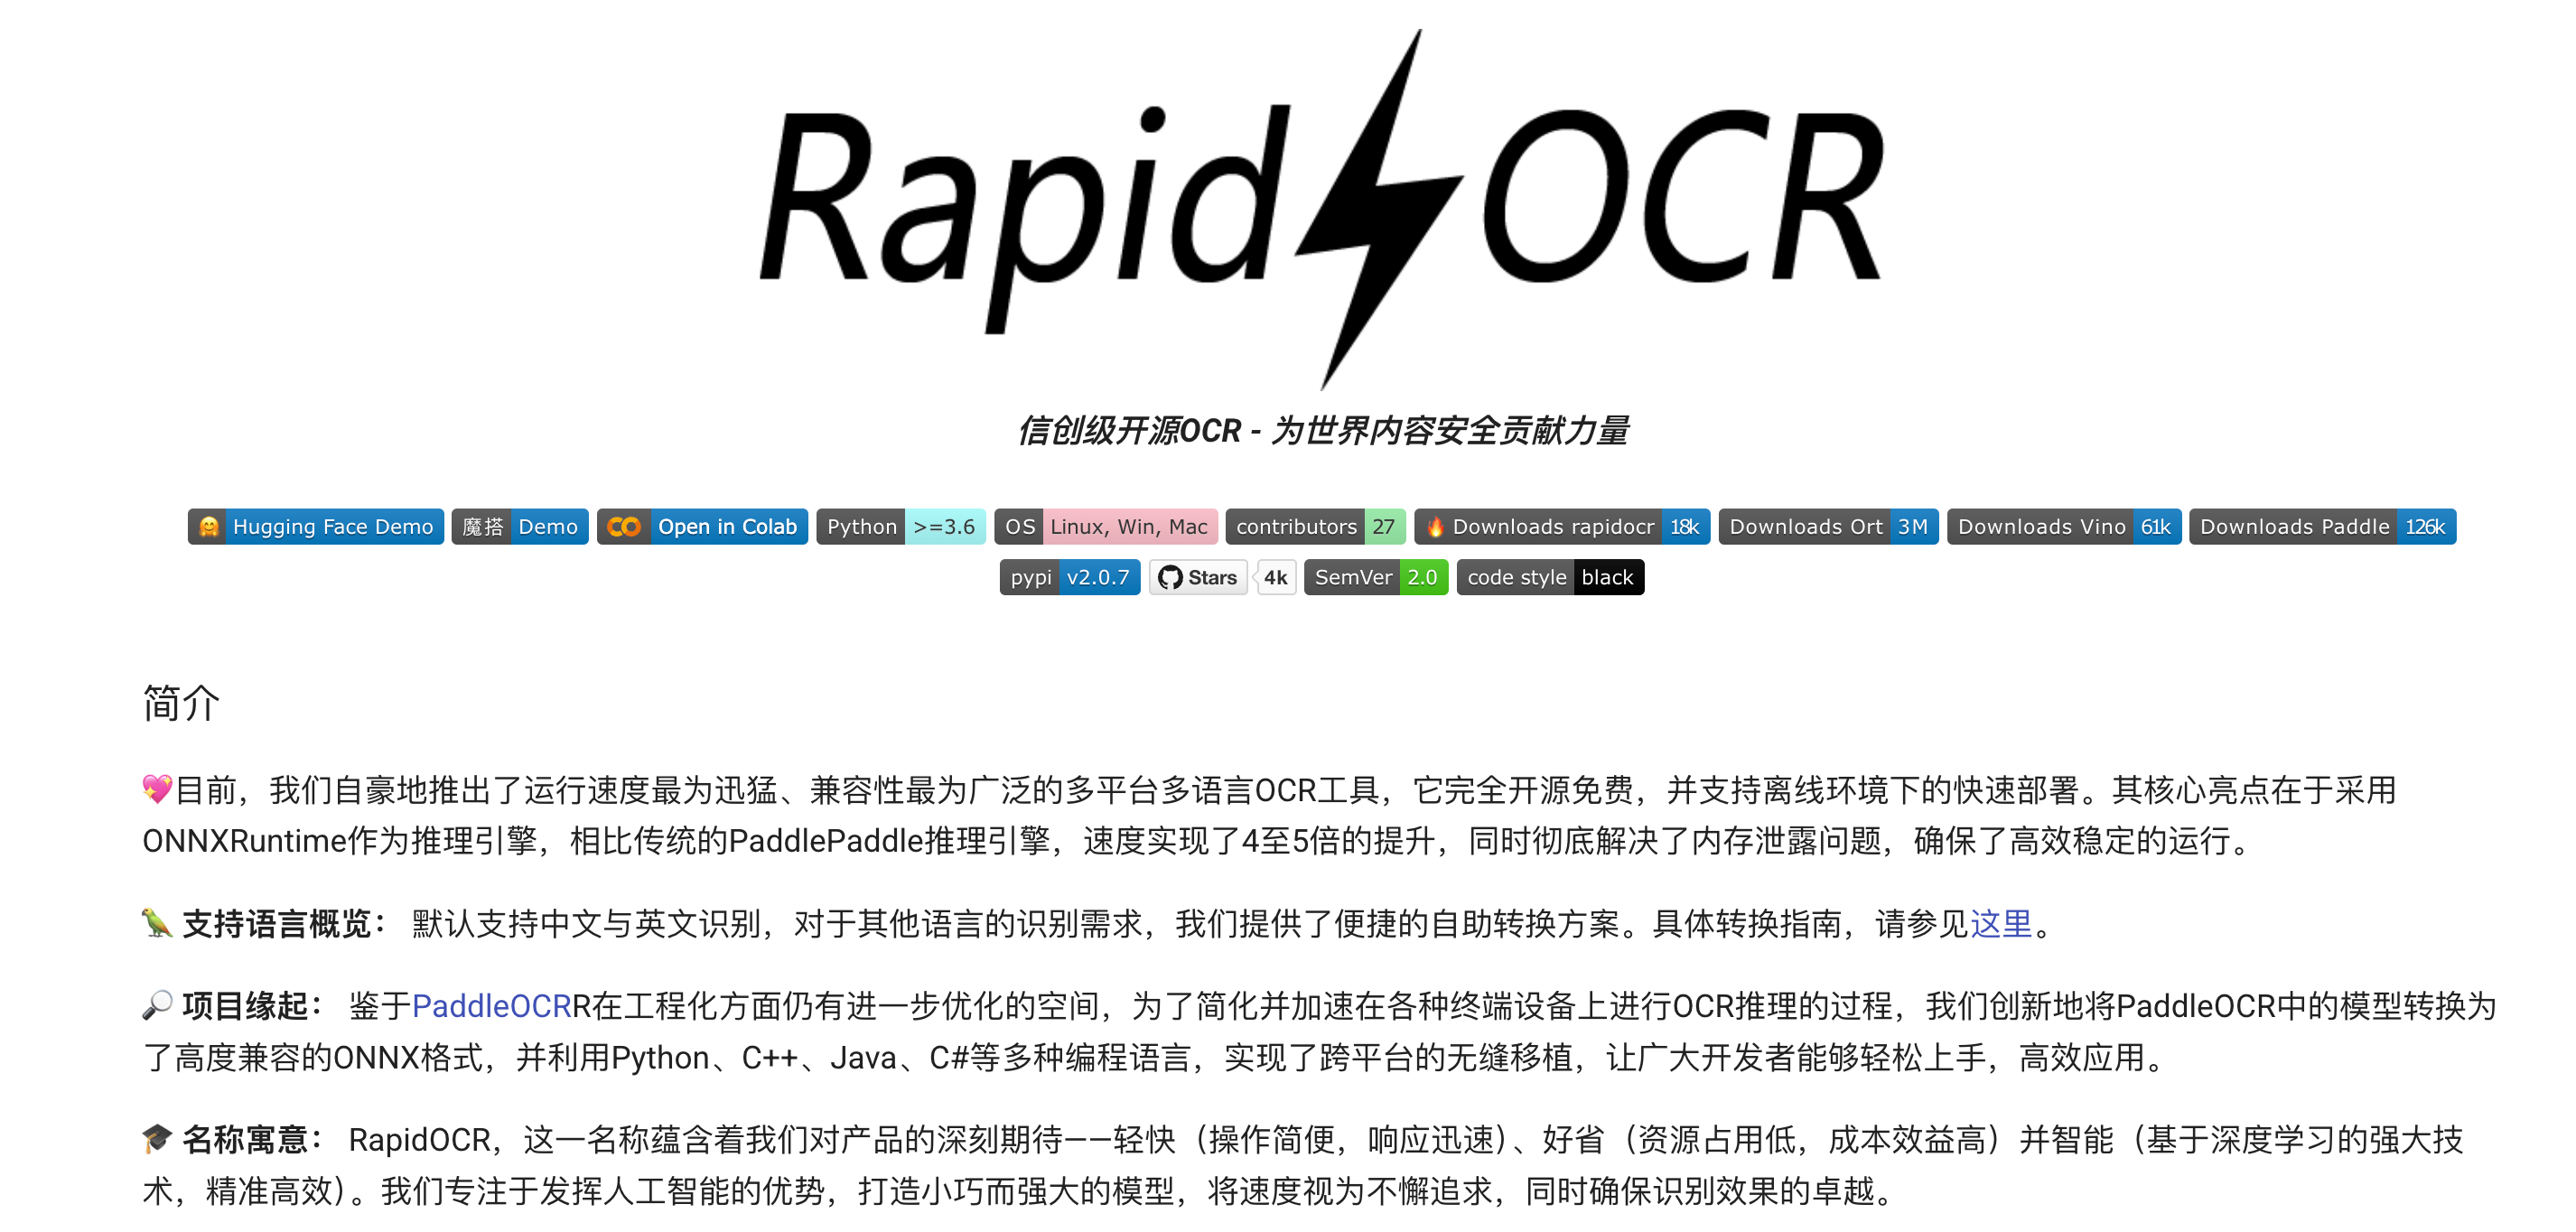 Rapid OCR
信创级开源OCR - 为世界内容安全贡献力量
🤗 Hugging Face Demo 魔搭 Demo Open in Colab Python >=3.6 OS Linux, Win, Mac contributors 27 🔥 Downloads rapidocr 18k Downloads Ort 3M Downloads Vino 61k Downloads Paddle 126k
pypi v2.0.7 Stars 4k SemVer 2.0 code style black
简介
💖目前，我们自豪地推出了运行速度最为迅猛、兼容性最为广泛的多平台多语言OCR工具，它完全开源免费，并支持离线环境下的快速部署。其核心亮点在于采用
ONNXRuntime作为推理引擎，相比传统的PaddlePaddle推理引擎，速度实现了4至5倍的提升，同时彻底解决了内存泄露问题，确保了高效稳定的运行。
🦜 支持语言概览： 默认支持中文与英文识别，对于其他语言的识别需求，我们提供了便捷的自助转换方案。具体转换指南，请参见这里。
🔎 项目缘起： 鉴于PaddleOCRR在工程化方面仍有进一步优化的空间，为了简化并加速在各种终端设备上进行OCR推理的过程，我们创新地将PaddleOCR中的模型转换为
了高度兼容的ONNX格式，并利用Python、C++、Java、C#等多种编程语言，实现了跨平台的无缝移植，让广大开发者能够轻松上手，高效应用。
🎓 名称寓意： RapidOCR，这一名称蕴含着我们对产品的深刻期待——轻快（操作简便，响应迅速）、好省（资源占用低，成本效益高）并智能（基于深度学习的强大技
术，精准高效）。我们专注于发挥人工智能的优势，打造小巧而强大的模型，将速度视为不懈追求，同时确保识别效果的卓越。